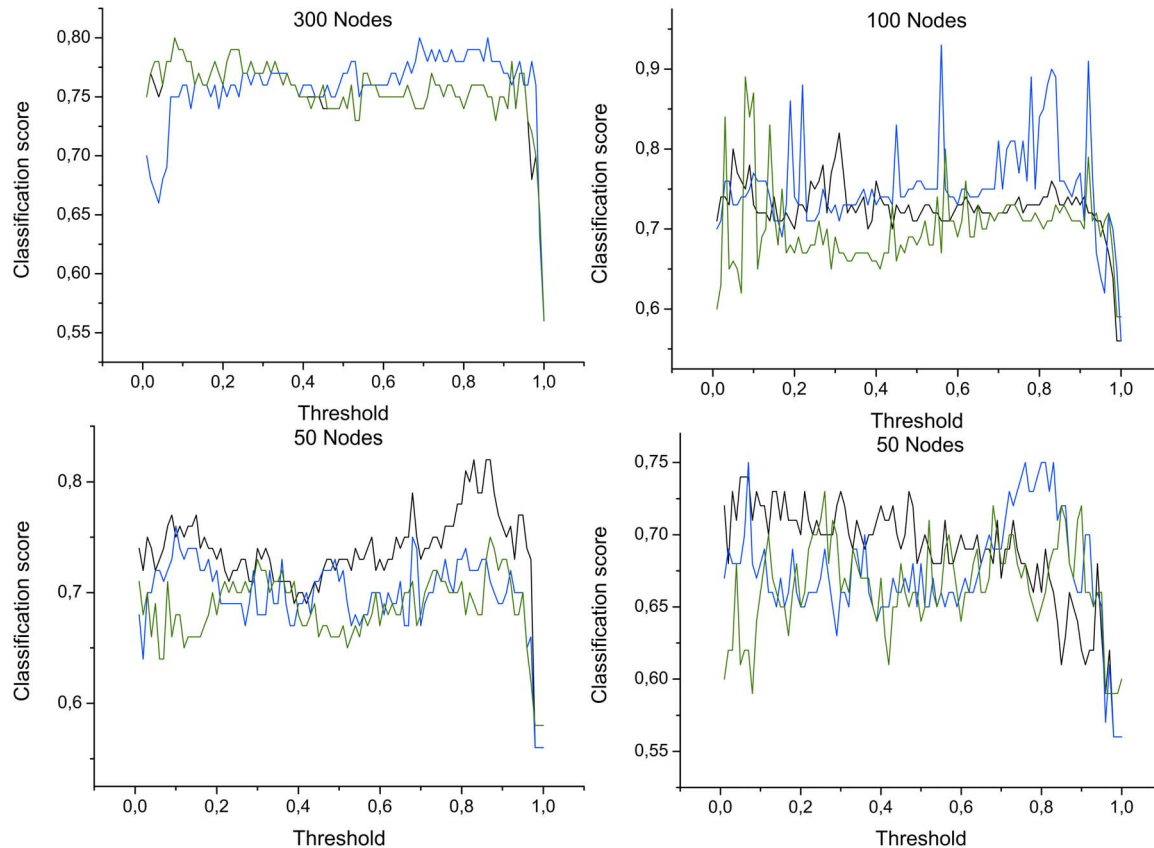 300 Nodes
Classification score
0,80
0,75
0,70
0,65
0,60
0,55
0,0 0,2 0,4 0,6 0,8 1,0
Threshold
100 Nodes
Classification score
0,9
0,8
0,7
0,6
0,0 0,2 0,4 0,6 0,8 1,0
Threshold
50 Nodes
Classification score
0,8
0,7
0,6
0,0 0,2 0,4 0,6 0,8 1,0
Threshold
50 Nodes
Classification score
0,75
0,70
0,65
0,60
0,55
0,0 0,2 0,4 0,6 0,8 1,0
Threshold